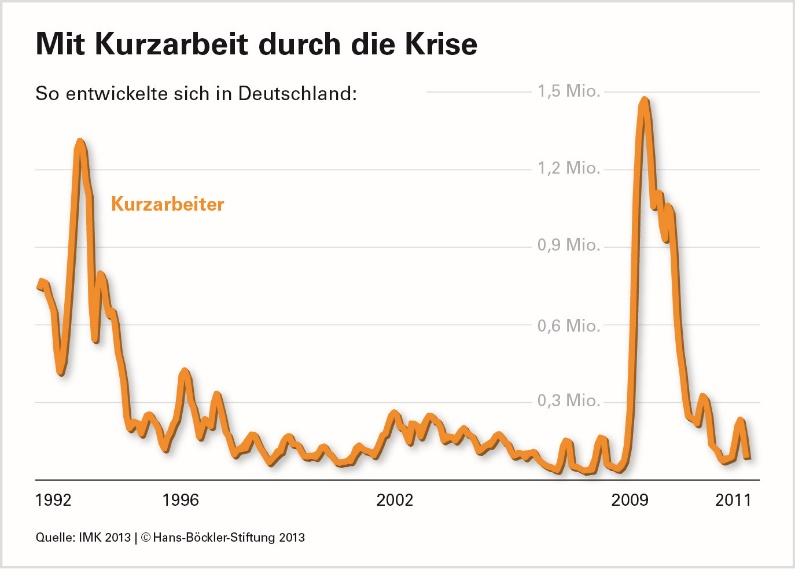 Mit Kurzarbeit durch die Krise
So entwickelte sich in Deutschland:
1,5 Mio.
1,2 Mio.
Kurzarbeiter
0,9 Mio.
0,6 Mio.
0,3 Mio.
1992 1996 2002 2009 2011
Quelle: IMK 2013 | © Hans-Böckler-Stiftung 2013